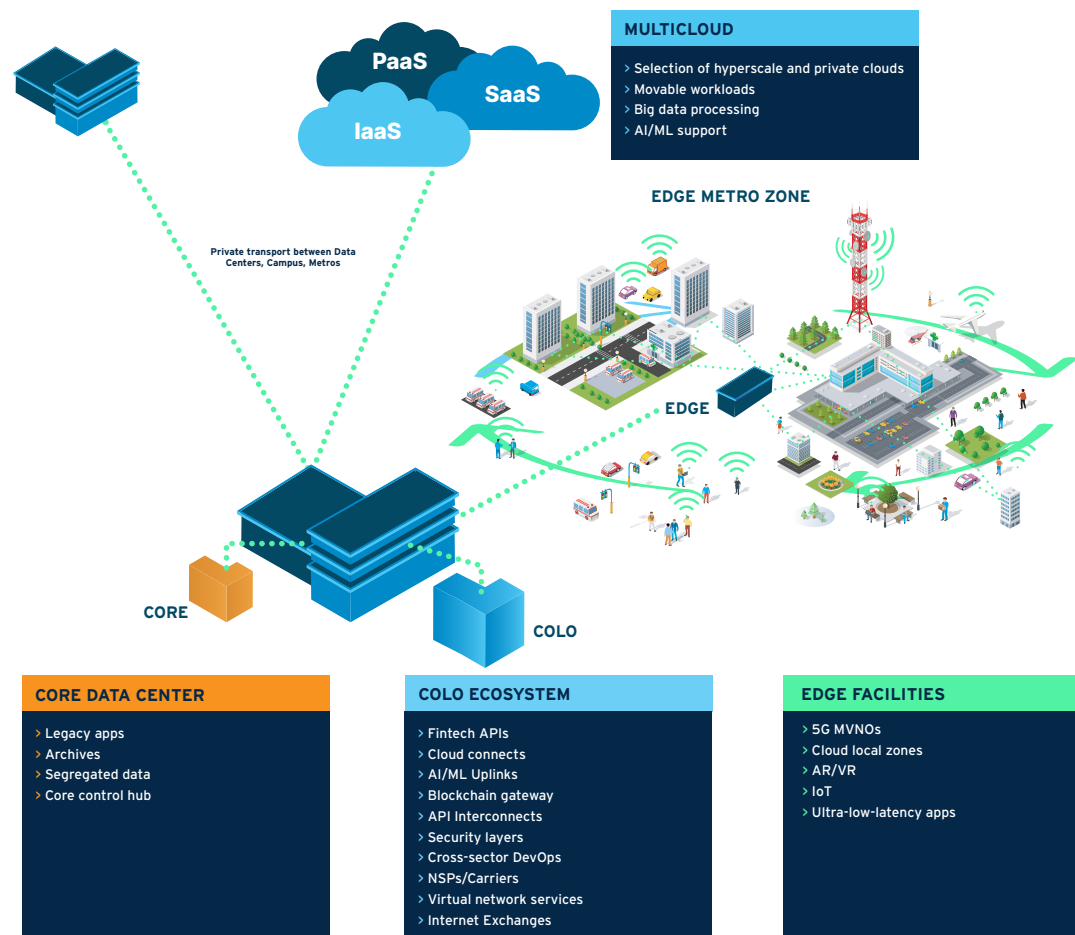 PaaS
SaaS
IaaS
MULTICLOUD
> Selection of hyperscale and private clouds
> Movable workloads
> Big data processing
> AI/ML support
EDGE METRO ZONE
Private transport between Data
Centers, Campus, Metros
EDGE
CORE
COLO
CORE DATA CENTER
> Legacy apps
> Archives
> Segregated data
> Core control hub
COLO ECOSYSTEM
> Fintech APIs
> Cloud connects
> AI/ML Uplinks
> Blockchain gateway
> API Interconnects
> Security layers
> Cross-sector DevOps
> NSPs/Carriers
> Virtual network services
> Internet Exchanges
EDGE FACILITIES
> 5G MVNOs
> Cloud local zones
> AR/VR
> IoT
> Ultra-low-latency apps